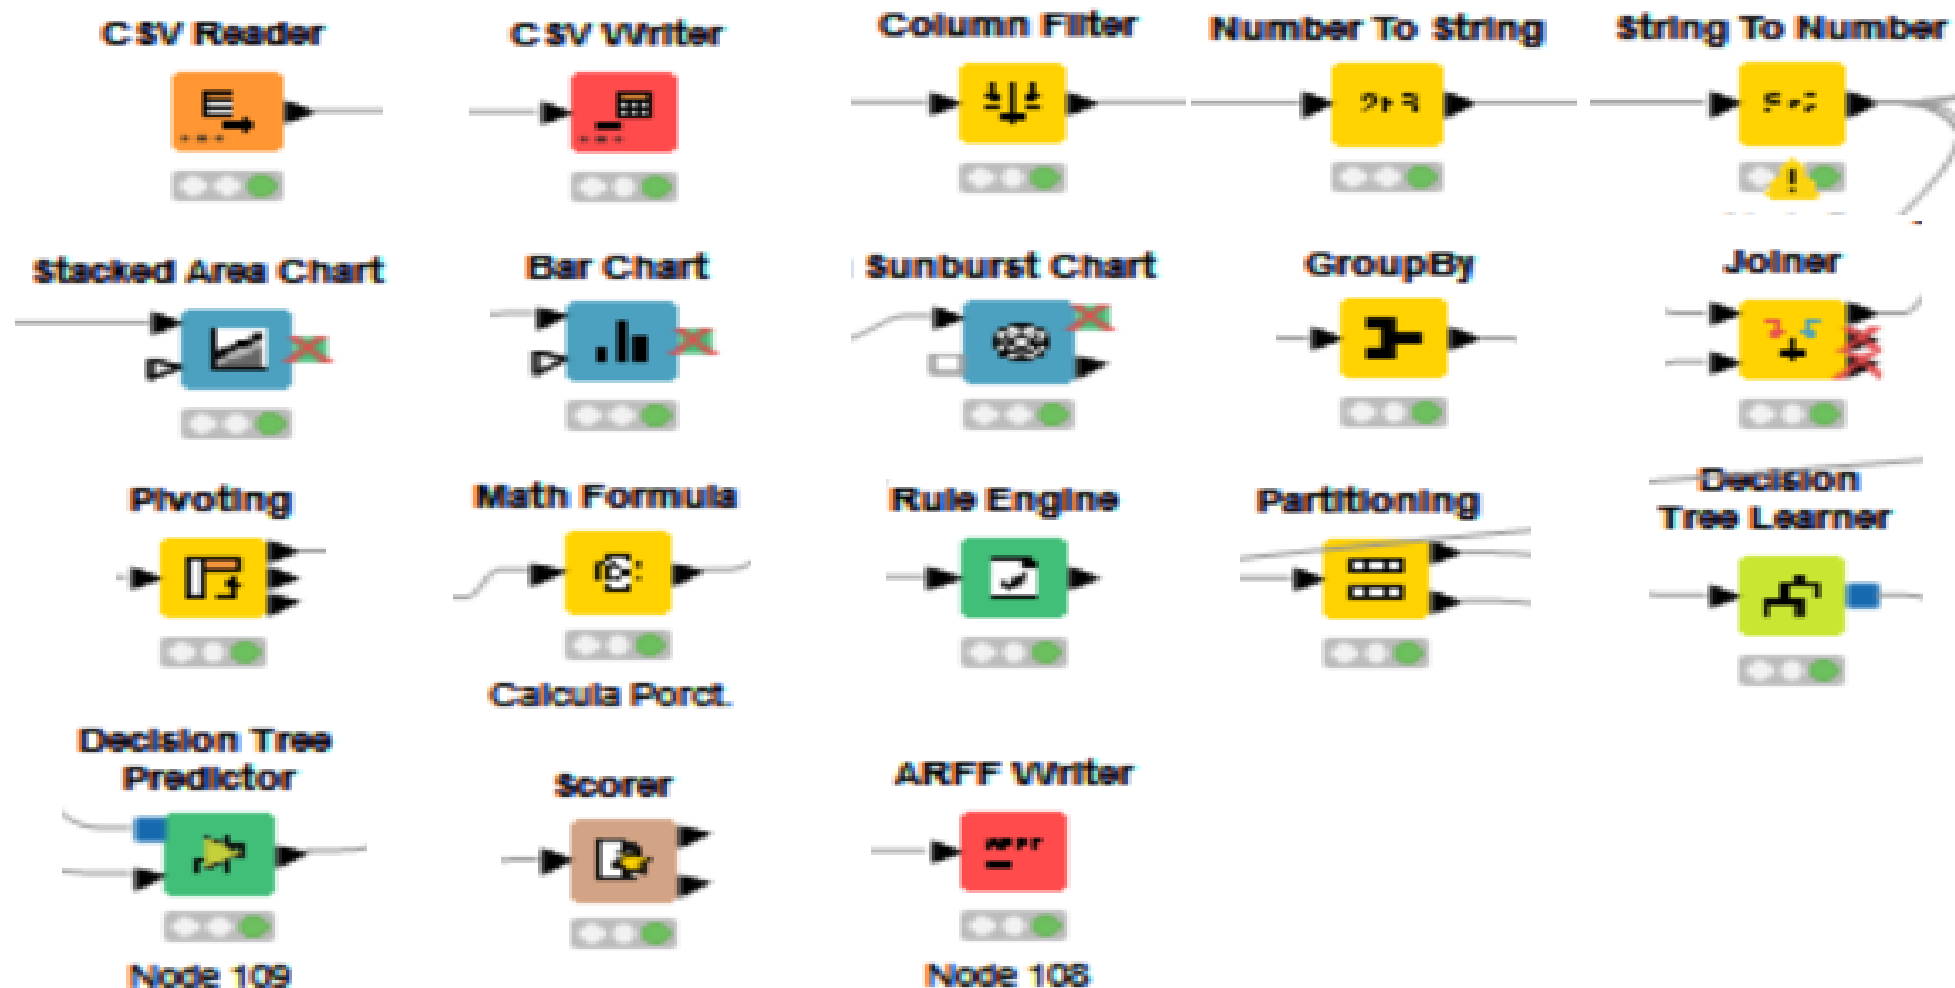 CSV Reader
CSV Writer
Column Filter
Number To String
String To Number
Stacked Area Chart
Bar Chart
Sunburst Chart
GroupBy
Joiner
Pivoting
Math Formula
Rule Engine
Partitioning
Decision
Tree Learner
Calcula Porct.
Decision Tree
Predictor
Scorer
ARFF Writer
Node 109
Node 108